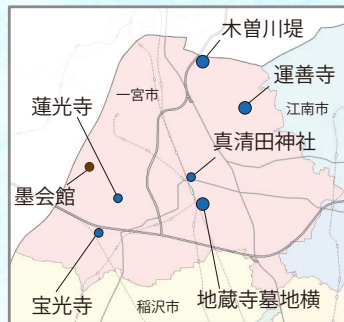 木曽川堤
運善寺
一宮市
江南市
蓮光寺
真清田神社
墨会館
宝光寺
地蔵寺墓地横
稲沢市